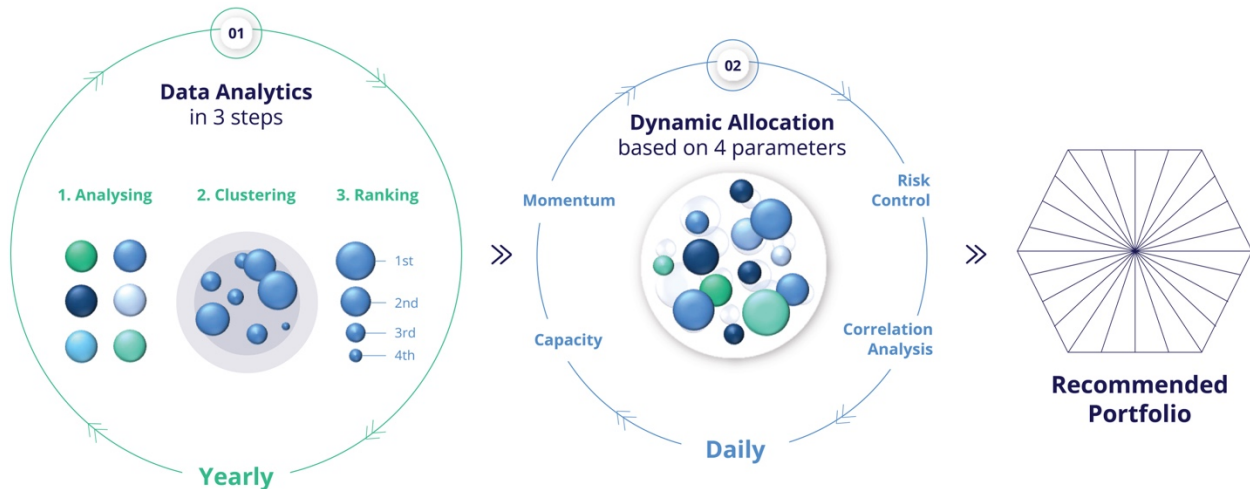 01
Data Analytics
in 3 steps
1. Analysing
2. Clustering
3. Ranking
1st
2nd
3rd
4th
Yearly
02
Dynamic Allocation
based on 4 parameters
Momentum
Risk
Control
Capacity
Correlation
Analysis
Daily
Recommended
Portfolio